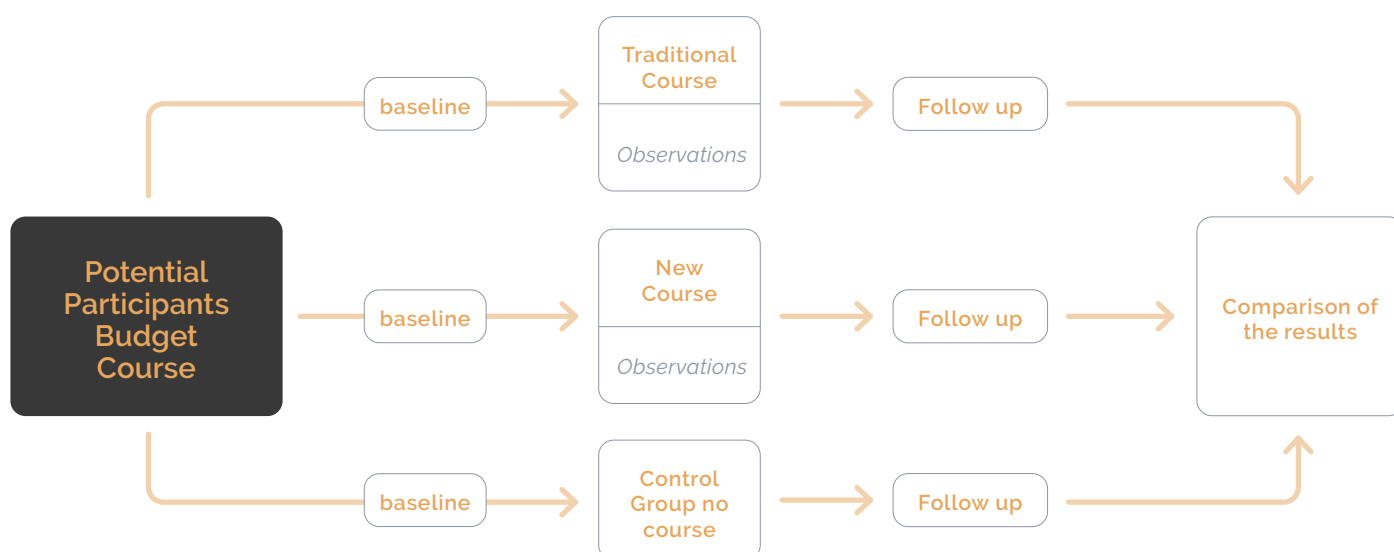 Potential
Participants
Budget
Course
baseline
Traditional
Course
Observations
Follow up
baseline
New
Course
Observations
Follow up
baseline
Control
Group no
course
Follow up
Comparison of
the results